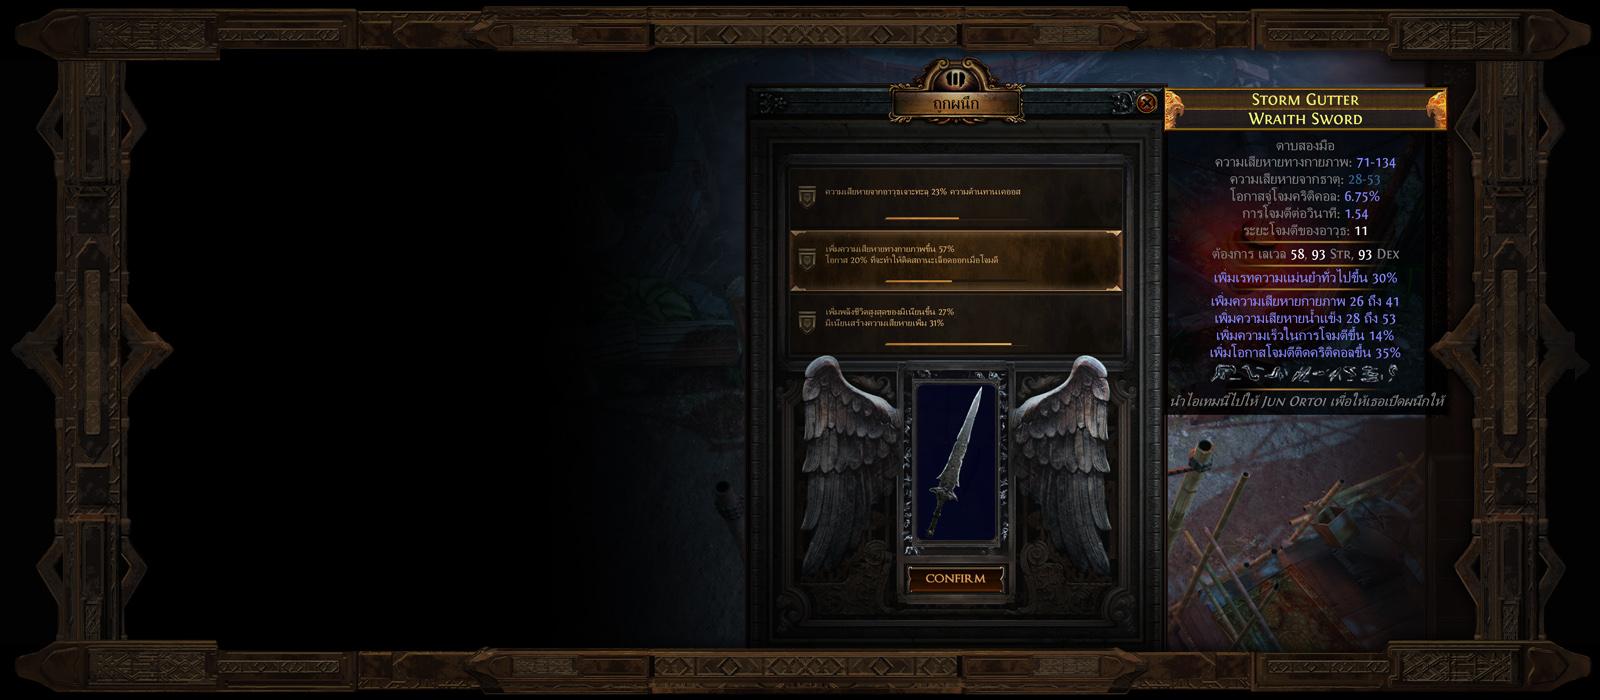 ถูกผนึก
ความเสียหายจากอาวุธเจาะทะลุ 23% ความต้านทานเคออส
เพิ่มความเสียหายทางกายภาพขึ้น 57%
โอกาส 20% ที่จะทำให้ติดสถานะเลือดออกเมื่อโจมตี
เพิ่มพลังชีวิตสูงสุดของมิเนียนขึ้น 27%
มิเนียนสร้างความเสียหายเพิ่ม 31%
CONFIRM
STORM GUTTER
WRAITH SWORD
ดาบสองมือ
ความเสียหายทางกายภาพ: 71-134
ความเสียหายจากธาตุ: 28-53
โอกาสจู่โจมคริติคอล: 6.75%
การโจมตีต่อวินาที: 1.54
ระยะโจมตีของอาวุธ: 11
ต้องการ เลเวล 58, 93 STR, 93 DEX
เพิ่มเรทความแม่นยำทั่วไปขึ้น 30%
เพิ่มความเสียหายกายภาพ 26 ถึง 41
เพิ่มความเสียหายน้ำแข็ง 28 ถึง 53
เพิ่มความเร็วในการโจมตีขึ้น 14%
เพิ่มโอกาสโจมตีติดคริติคอลขึ้น 35%
นำไอเทมนี้ไปให้ JUN ORTOI เพื่อให้เธอเปิดผนึกให้